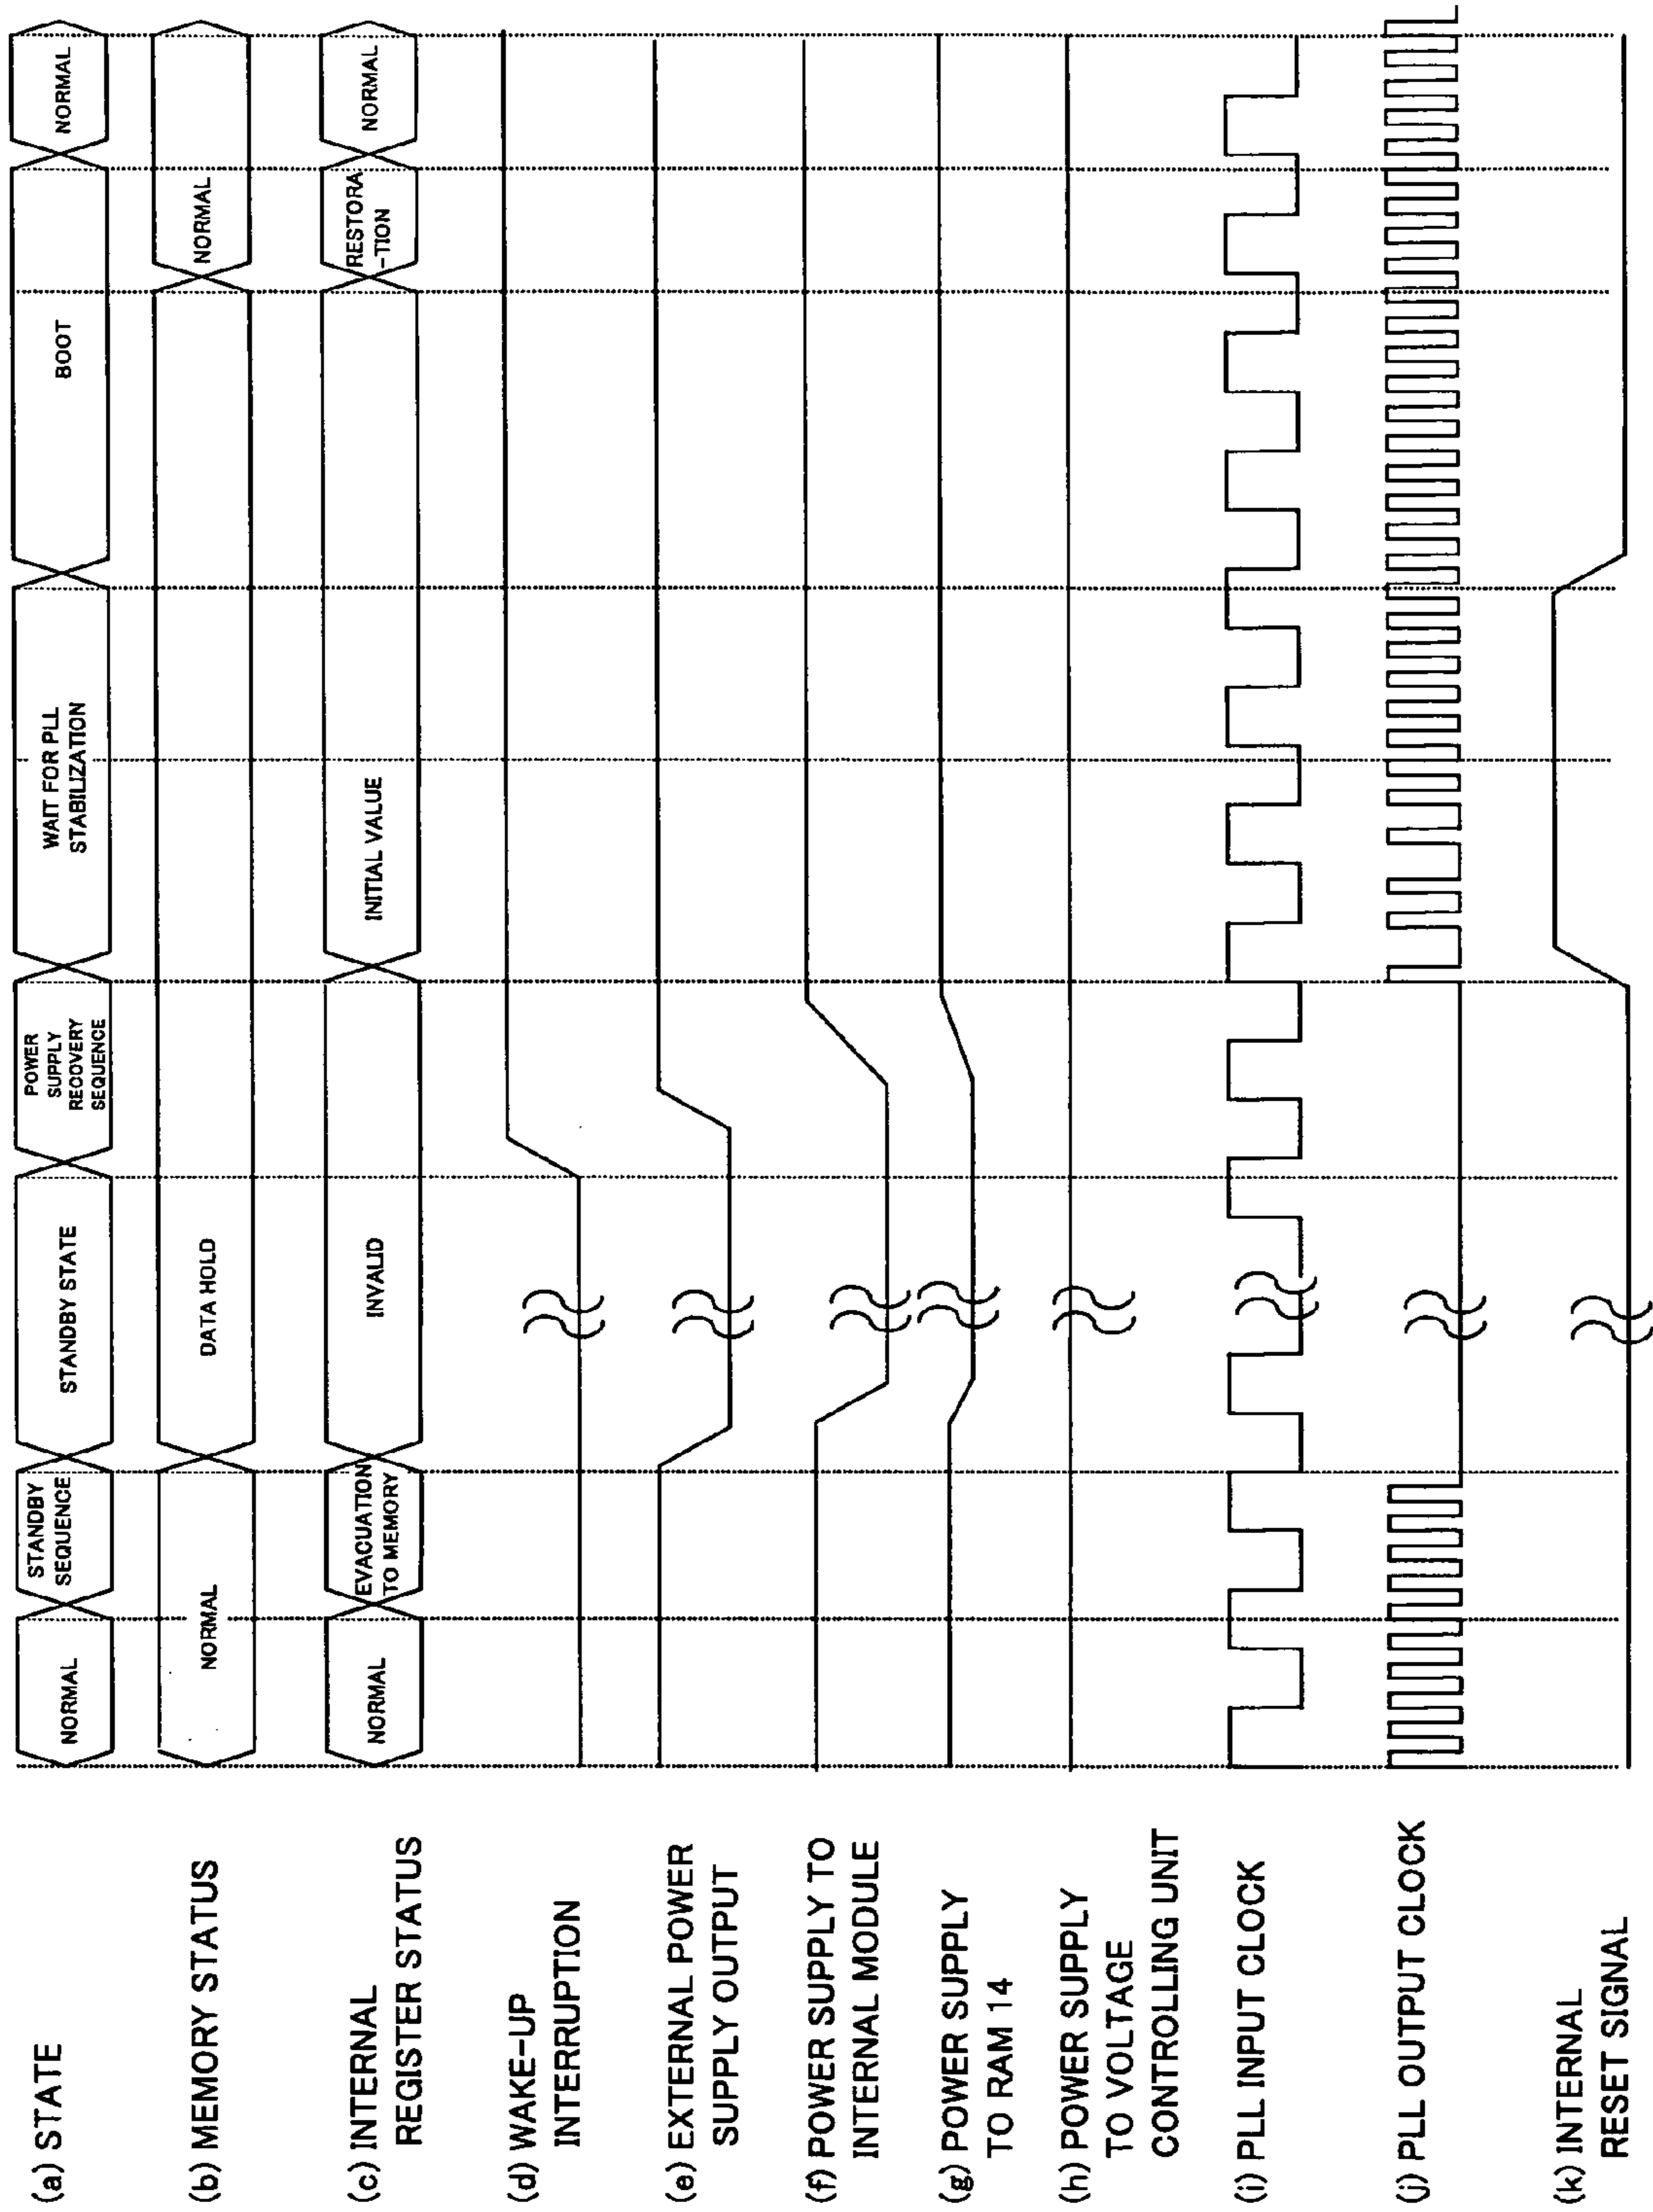 (a) STATE
NORMAL
STANDBY
SEQUENCE
STANDBY STATE
POWER
SUPPLY
RECOVERY
SEQUENCE
WAIT FOR PLL
STABILIZATION
BOOT
NORMAL
(b) MEMORY STATUS
NORMAL
DATA HOLD
NORMAL
(c) INTERNAL
REGISTER STATUS
NORMAL
EVACUATION
TO MEMORY
INVALID
INITIAL VALUE
RESTORA
-TION
NORMAL
(d) WAKE-UP
INTERRUPTION
(e) EXTERNAL POWER
SUPPLY OUTPUT
(f) POWER SUPPLY TO
INTERNAL MODULE
(g) POWER SUPPLY
TO RAM 14
(h) POWER SUPPLY
TO VOLTAGE
CONTROLLING UNIT
(i) PLL INPUT CLOCK
(j) PLL OUTPUT CLOCK
(k) INTERNAL
RESET SIGNAL